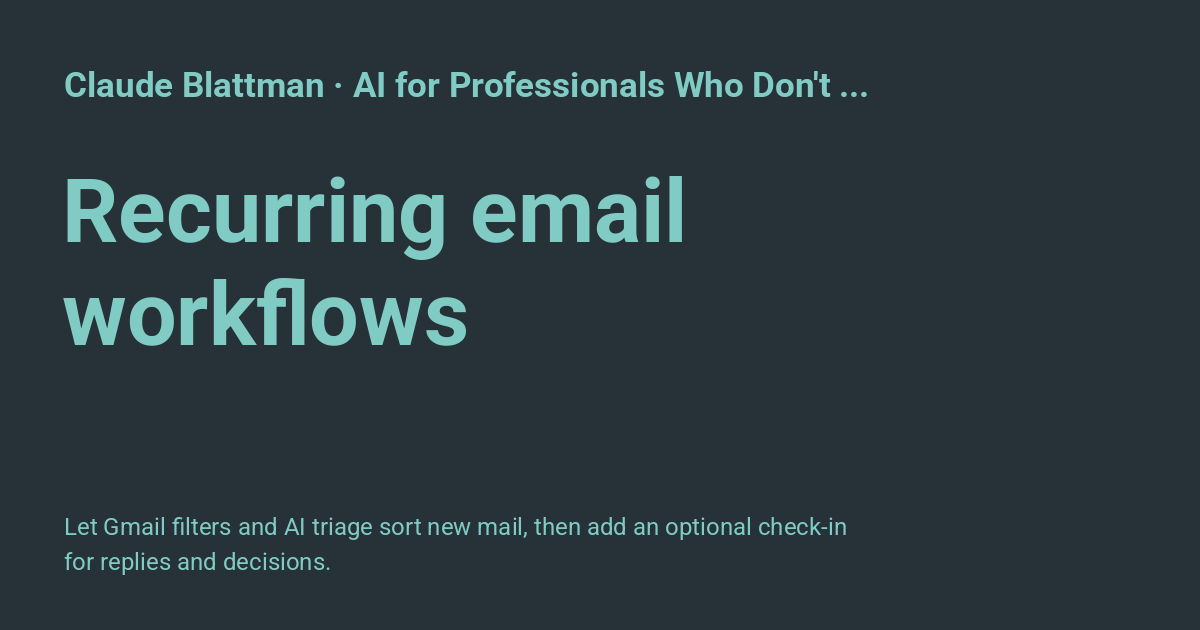 Claude Blattman · AI for Professionals Who Don't ...
Recurring email
workflows
Let Gmail filters and AI triage sort new mail, then add an optional check-in
for replies and decisions.